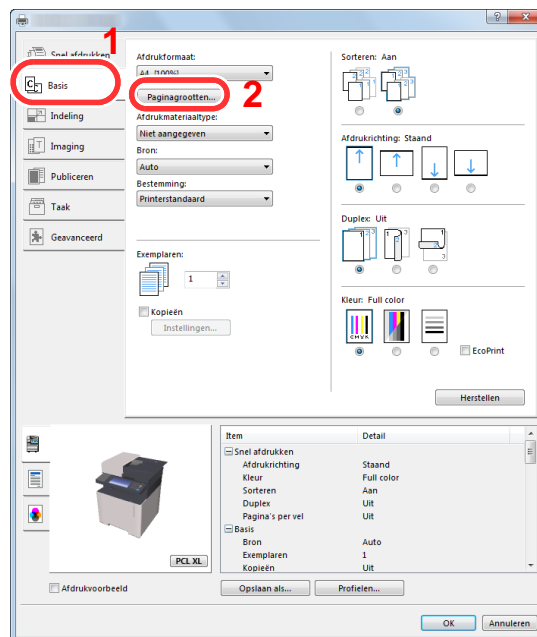 1
Snel afdrukken
Basis
Indeling
Imaging
Publiceren
Taak
Geavanceerd
Afdrukformaat:
A4 [100%]
Paginagrootten...
2
Afdrukmateriaaltype:
Niet aangegeven
Bron:
Auto
Bestemming:
Printerstandaard
Exemplaren:
1
Kopieën
Instellingen...
Sorteren: Aan
Afdrukrichting: Staand
Duplex: Uit
Kleur: Full color
CMYK
EcoPrint
Herstellen
PCL XL
Item Detail
Snel afdrukken
Afdrukrichting Staand
Kleur Full color
Sorteren Aan
Duplex Uit
Pagina's per vel Uit
Basis
Bron Auto
Exemplaren 1
Kopieën Uit
Afdrukvoorbeeld
Opslaan als... Profielen...
OK Annuleren